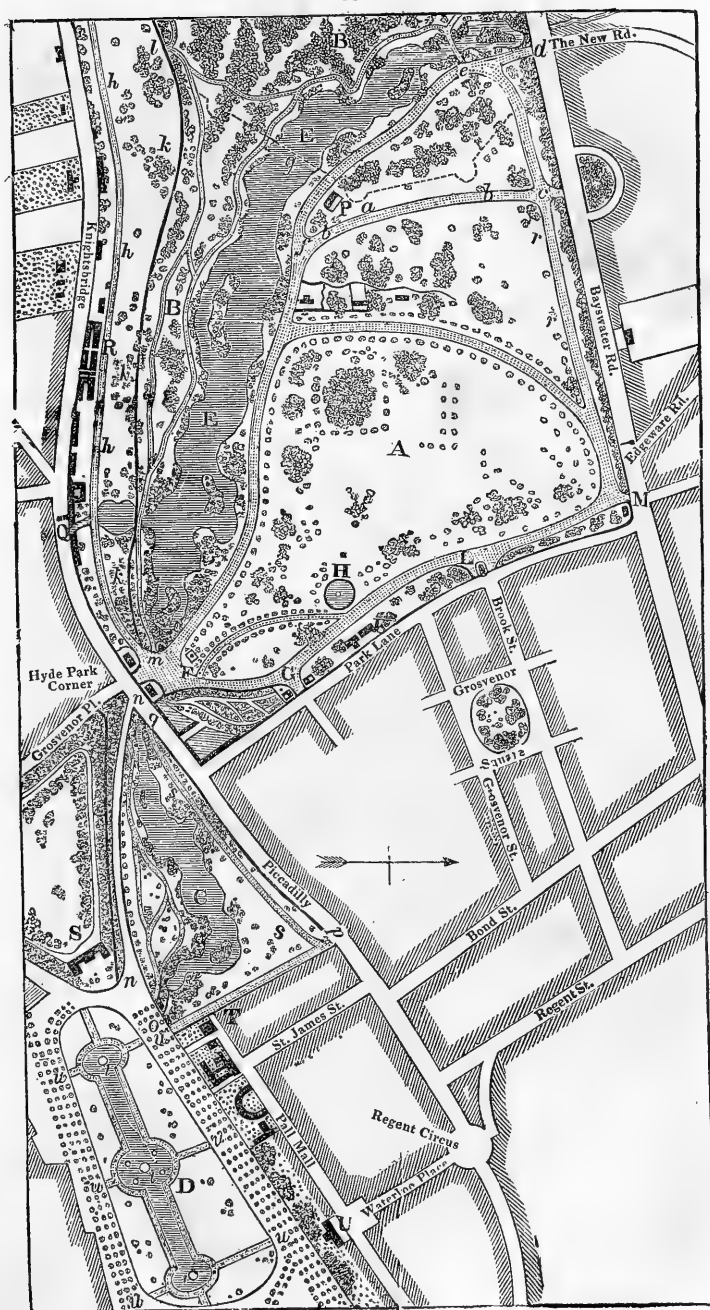 B
l
d The New Rd.
h
e
k
E
g
P
a
b
b
c
r
Knightsbridge
h
B
Bayswater Rd.
R
i
E
A
Edgeware Rd.
h
M
Q
H
L
Brook St.
I
Park Lane
m
F
G
Hyde Park
Corner
n
q
Grosvenor Pl.
Grosvenor
Square
Grosvenor St.
Piccadilly
C
S
s
p
Bond St.
n
Regent St.
O
u
T
St. James St.
u
Pall Mall
v
Regent Circus
D
u
Waterloo Place
U
u
u